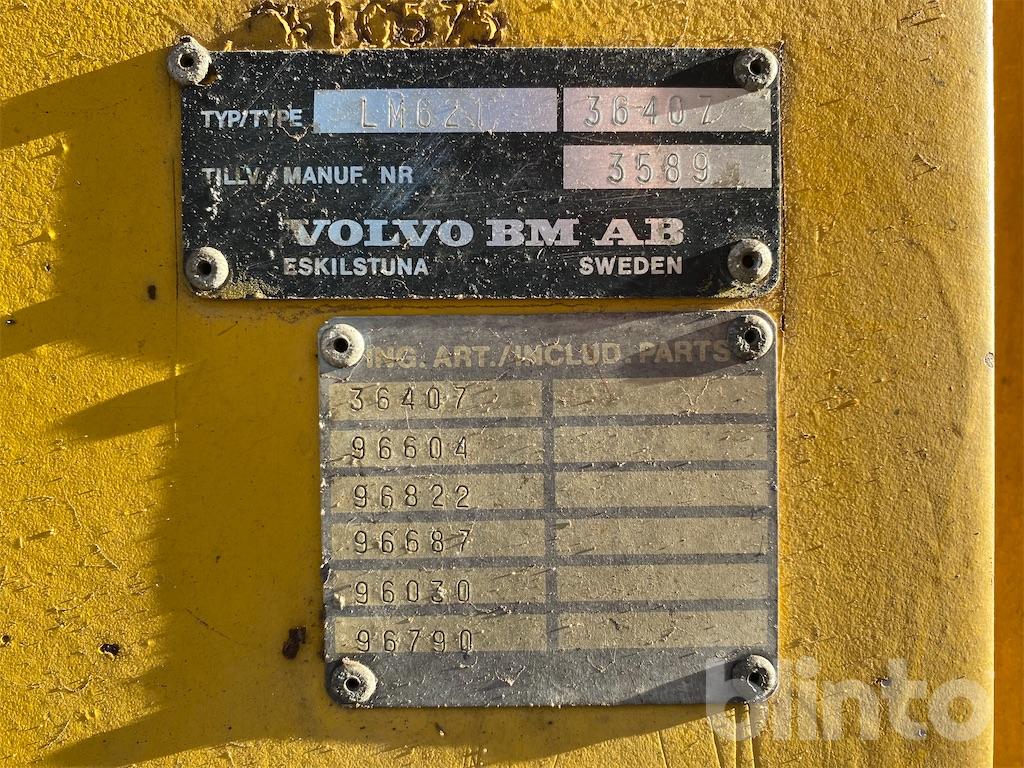 10575
TYP/TYPE LM621 36407
TILLV./MANUF. NR 3589
VOLVO BM AB
ESKILSTUNA SWEDEN
ING. ART./INCLUD. PARTS
36407
96604
96822
96687
96030
96790
blinto